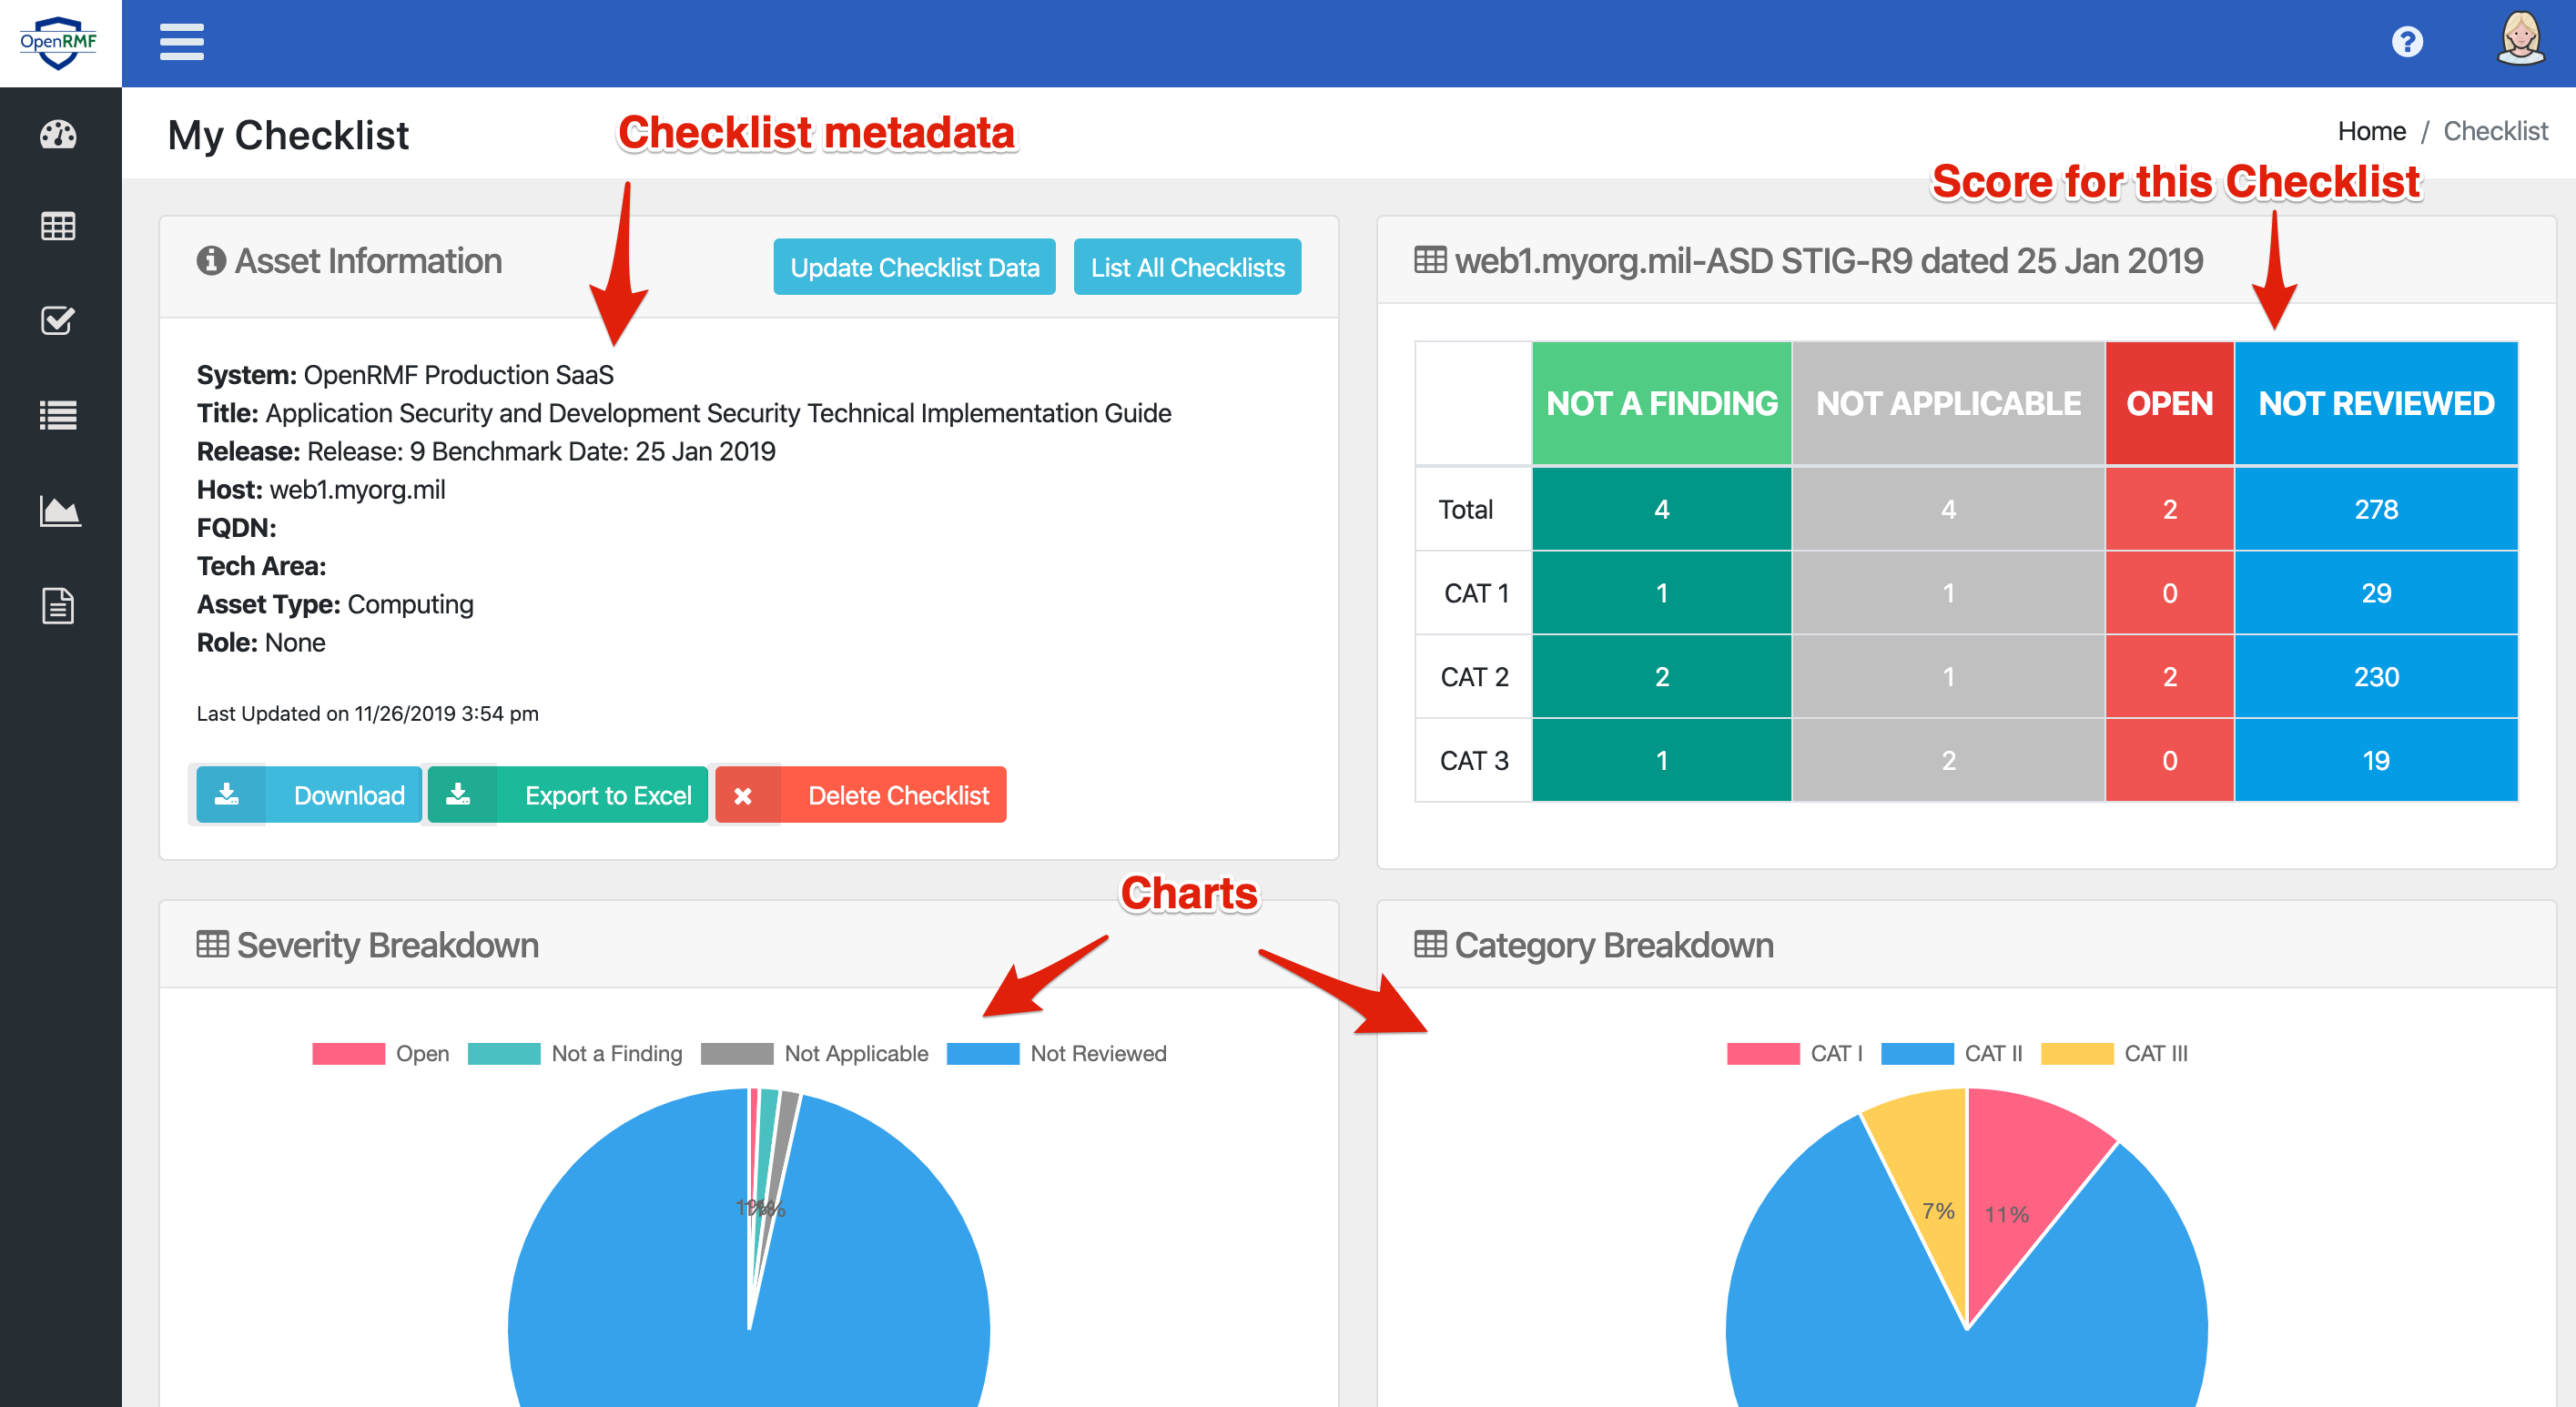 OpenRMF
My Checklist
Checklist metadata
Home / Checklist
Score for this Checklist
Asset Information
Update Checklist Data
List All Checklists
System: OpenRMF Production SaaS
Title: Application Security and Development Security Technical Implementation Guide
Release: Release: 9 Benchmark Date: 25 Jan 2019
Host: web1.myorg.mil
FQDN:
Tech Area:
Asset Type: Computing
Role: None
Last Updated on 11/26/2019 3:54 pm
Download
Export to Excel
Delete Checklist
web1.myorg.mil-ASD STIG-R9 dated 25 Jan 2019
NOT A FINDING NOT APPLICABLE OPEN NOT REVIEWED
Total 4 4 2 278
CAT 1 1 1 0 29
CAT 2 2 1 2 230
CAT 3 1 2 0 19
Charts
Severity Breakdown
Open Not a Finding Not Applicable Not Reviewed
Category Breakdown
CAT I CAT II CAT III
7% 11%